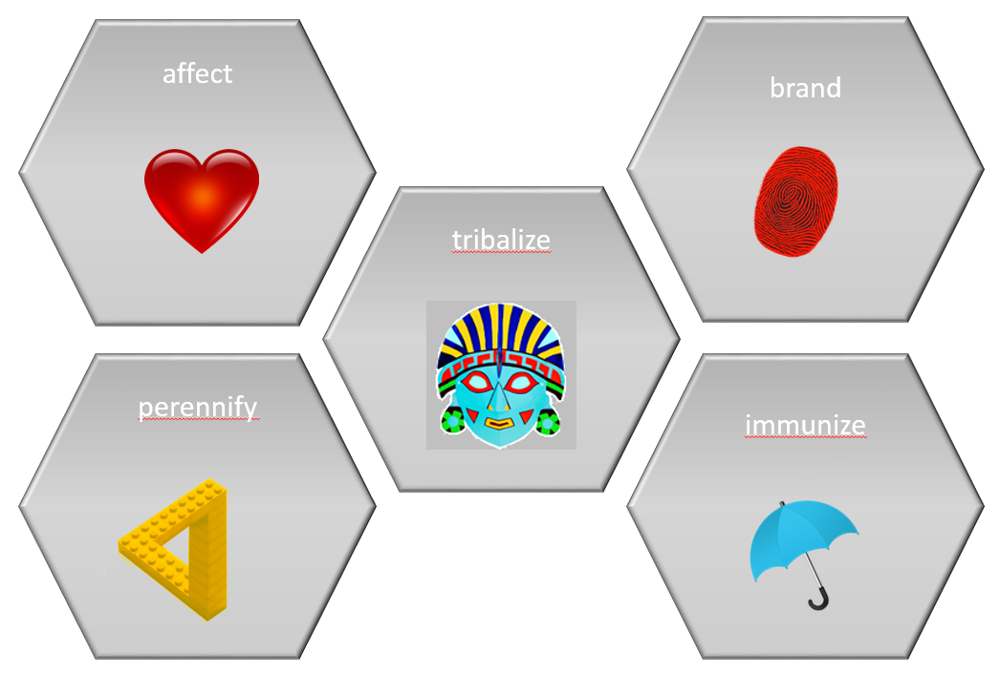 affect
brand
tribalize
perennify
immunize